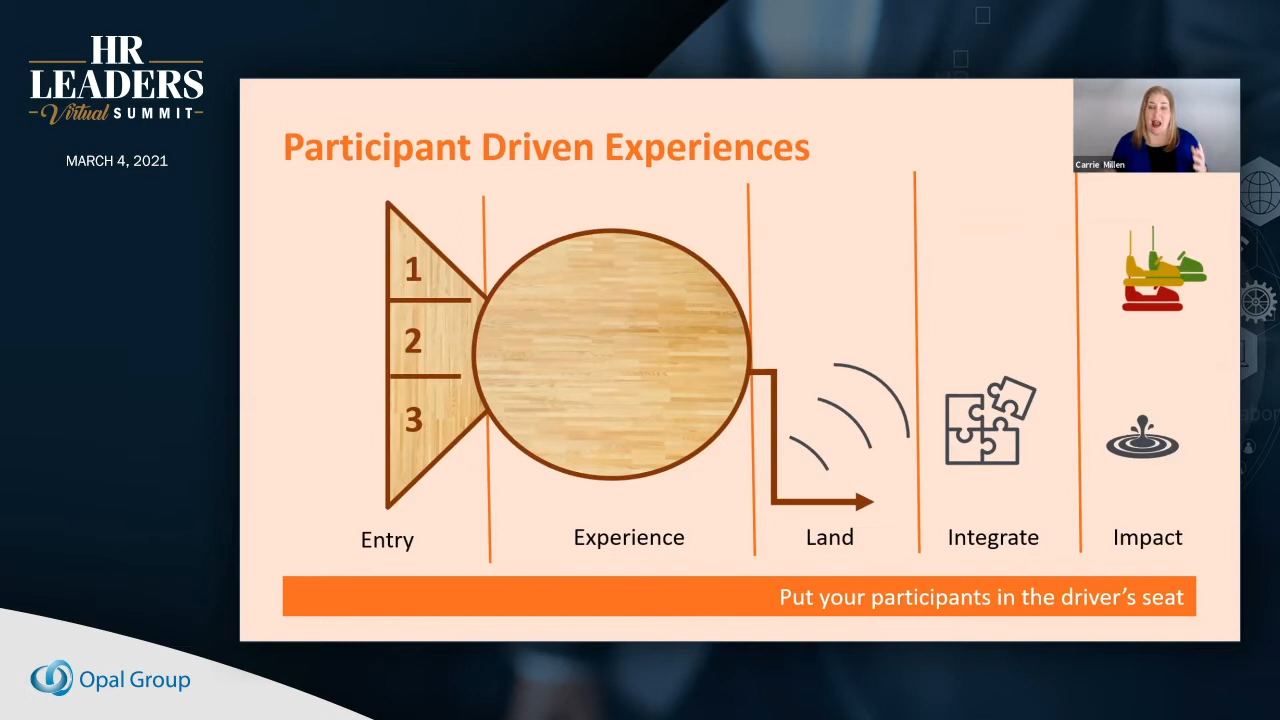 HR
LEADERS
Virtual SUMMIT
MARCH 4, 2021
Participant Driven Experiences
Carrie Millen
1
2
3
Entry
Experience
Land
Integrate
Impact
Put your participants in the driver's seat
Opal Group